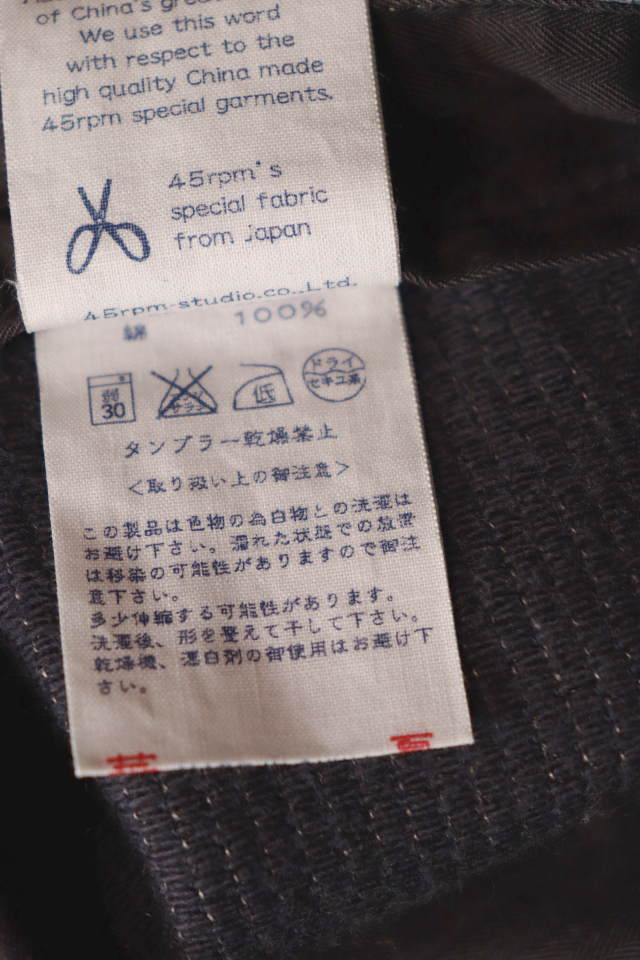 of China's
We use this word
with respect to the
high quality China made
45rpm special garments.
45rpm's
special fabric
from Japan
45rpm-studio.co.,Ltd.
綿 100%
弱 30 低 ドライ セキユ系
タンブラー乾燥禁止
<取り扱い上の御注意>
この製品は色物の為白物との洗濯は
お避け下さい。濡れた状態での放置
は移染の可能性がありますので御注
意下さい。
多少伸縮する可能性があります。
洗濯後、形を整えて干して下さい。
乾燥機、漂白剤の御使用はお避け下
さい。